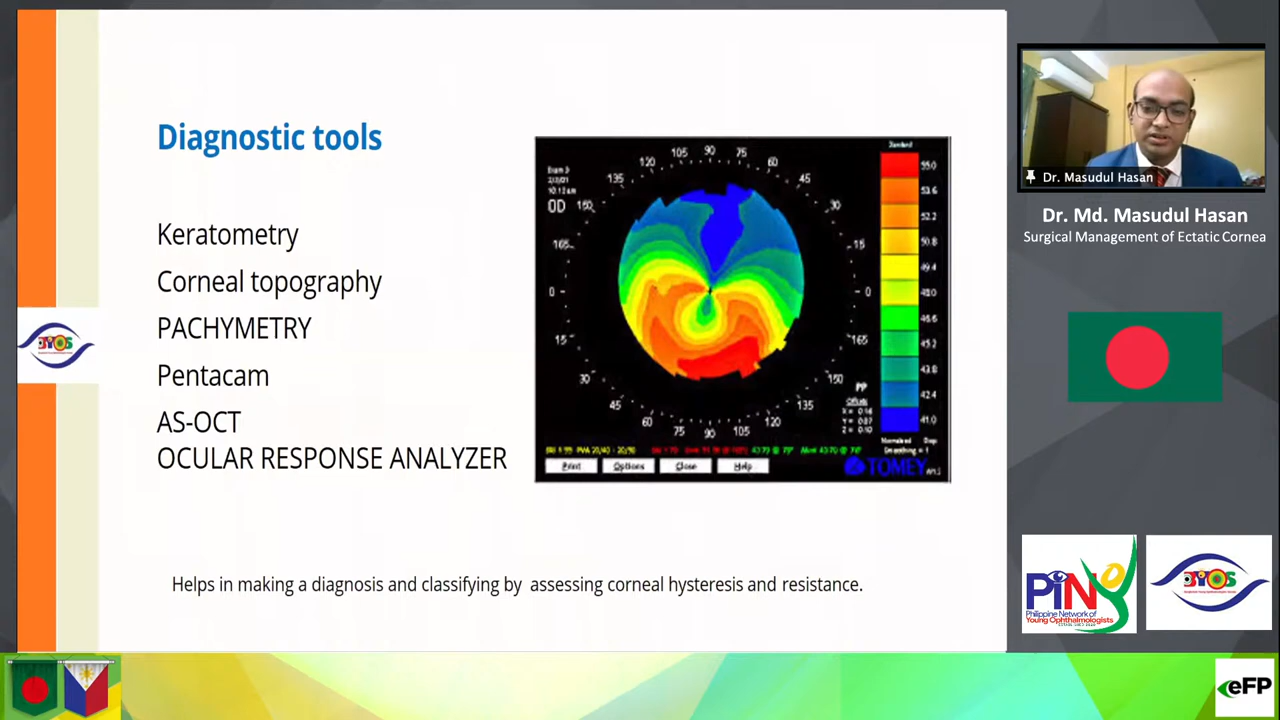 Diagnostic tools
Keratometry
Corneal topography
PACHYMETRY
Pentacam
AS-OCT
OCULAR RESPONSE ANALYZER
Helps in making a diagnosis and classifying by assessing corneal hysteresis and resistance.
OD
105 90 75
120 60
135 45
150 30
165 15
0 0
15 165
30 150
45 135
60 120
75 90 105
Standard
55.0
53.6
52.2
50.8
49.4
48.0
46.6
45.2
43.8
42.4
41.0
PP
Print Options Close Help
TOMEY
Dr. Masudul Hasan
Dr. Md. Masudul Hasan
Surgical Management of Ectatic Cornea
PiNYO
Philippine Network of
Young Ophthalmologists
BYOS
BYOS
eFP